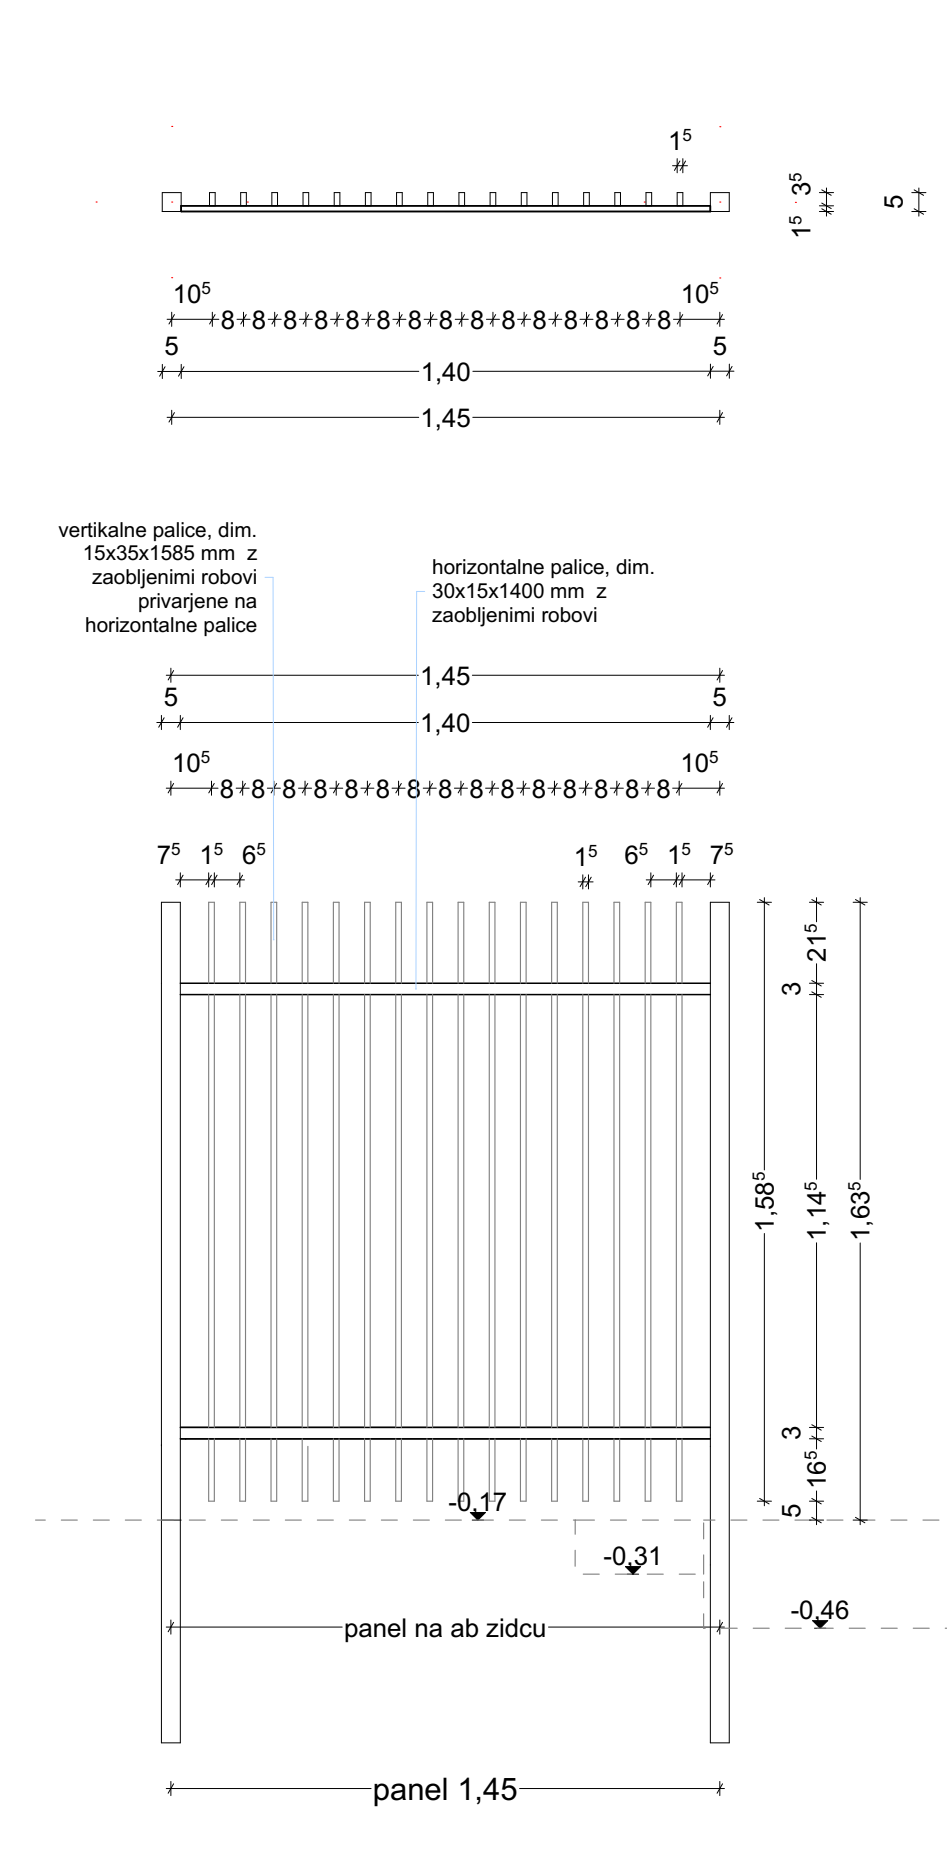 1⁵
3⁵
1⁵
5
10⁵ 10⁵
8 8 8 8 8 8 8 8 8 8 8 8 8 8 8
5 5
1,40
1,45
vertikalne palice, dim.
15x35x1585 mm z
zaobljenimi robovi
privarjene na
horizontalne palice
horizontalne palice, dim.
30x15x1400 mm z
zaobljenimi robovi
1,45
5 5
1,40
10⁵ 10⁵
8 8 8 8 8 8 8 8 8 8 8 8 8 8 8
7⁵ 1⁵ 6⁵ 1⁵ 6⁵ 1⁵ 7⁵
21⁵
3
1,58⁵
1,14⁵
1,63⁵
3
16⁵
5
-0,17
-0,31
-0,46
panel na ab zidcu
panel 1,45